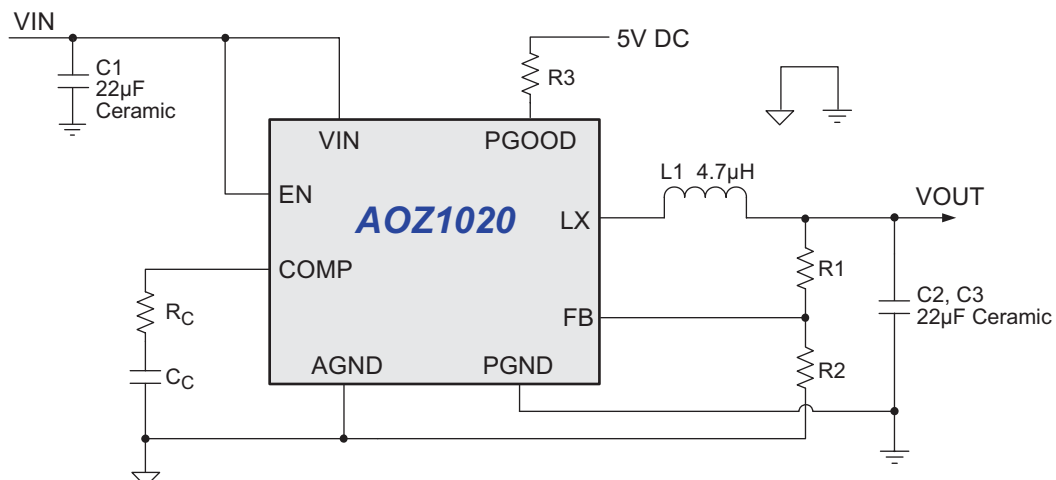 VIN
5V DC
C1
22µF
Ceramic
R3
VIN
PGOOD
L1 4.7µH
EN
VOUT
AOZ1020
LX
COMP
R1
C2, C3
22µF Ceramic
RC
FB
AGND
PGND
R2
CC